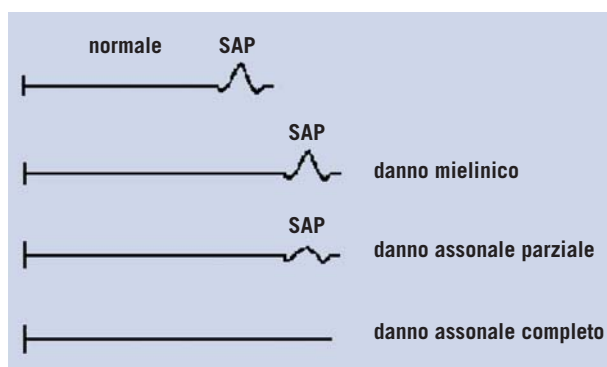 normale SAP
SAP
danno mielinico
SAP
danno assonale parziale
danno assonale completo